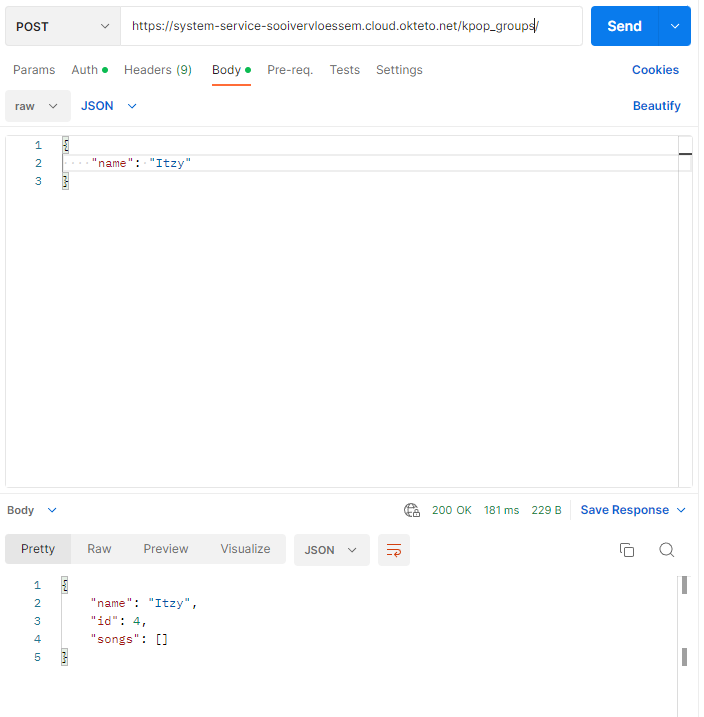 POST https://system-service-sooivervloessem.cloud.okteto.net/kpop_groups/ Send
Params Auth Headers (9) Body Pre-req. Tests Settings Cookies
raw JSON Beautify
1 {
2 "name": "Itzy"
3 }
Body 200 OK 181 ms 229 B Save Response
Pretty Raw Preview Visualize JSON
1 {
2 "name": "Itzy",
3 "id": 4,
4 "songs": []
5 }